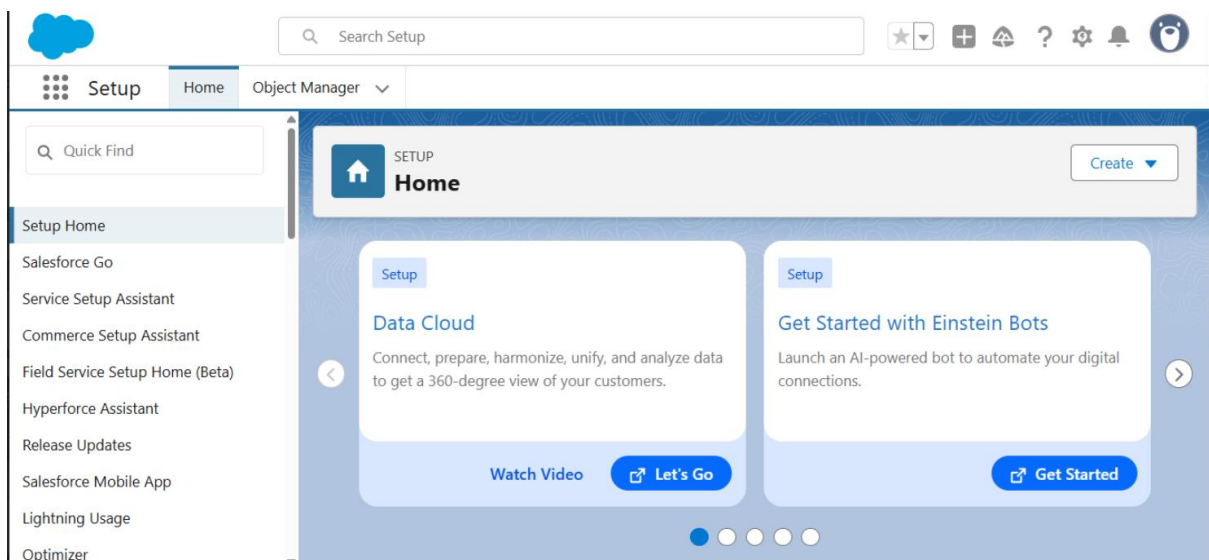 Search Setup
Setup
Home
Object Manager
Quick Find
Setup Home
Salesforce Go
Service Setup Assistant
Commerce Setup Assistant
Field Service Setup Home (Beta)
Hyperforce Assistant
Release Updates
Salesforce Mobile App
Lightning Usage
Optimizer
SETUP
Home
Create
Setup
Data Cloud
Connect, prepare, harmonize, unify, and analyze data
to get a 360-degree view of your customers.
Watch Video
Let's Go
Setup
Get Started with Einstein Bots
Launch an AI-powered bot to automate your digital
connections.
Get Started